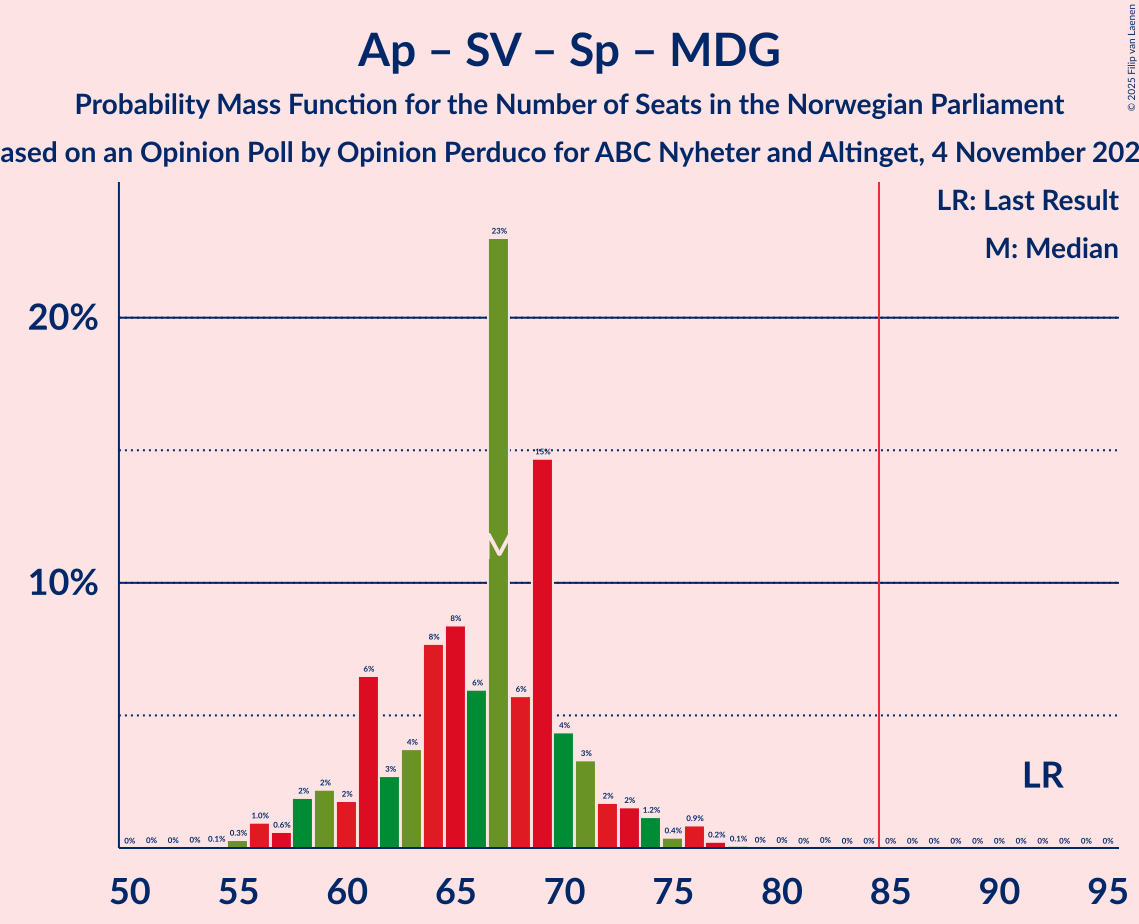 Ap – SV – Sp – MDG
© 2025 Filip van Laenen
Probability Mass Function for the Number of Seats in the Norwegian Parliament
ased on an Opinion Poll by Opinion Perduco for ABC Nyheter and Altinget, 4 November 202
LR: Last Result
M: Median
20%
10%
0% 0% 0% 0% 0.1% 0.3% 1.0% 0.6% 2% 2% 2% 6% 3% 4% 8% 8% 6% 23% 6% 15% 4% 3% 2% 2% 1.2% 0.4% 0.9% 0.2% 0.1% 0% 0% 0% 0% 0% 0% 0% 0% 0% 0% 0% 0% 0% 0% 0% 0% 0%
M
LR
50 55 60 65 70 75 80 85 90 95